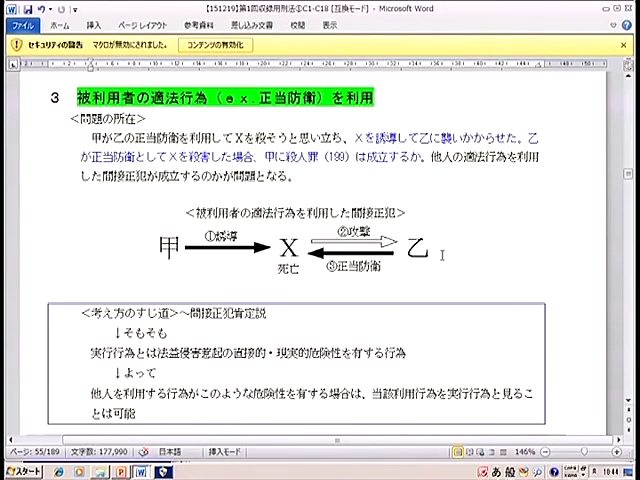 【151219】第1回収録用刑法①C1-C18 [互換モード] - Microsoft Word
ファイル ホーム 挿入 ページ レイアウト 参考資料 差し込み文書 校閲 表示
セキュリティの警告 マクロが無効にされました。 コンテンツの有効化
3 被利用者の適法行為（ｅｘ.正当防衛）を利用
＜問題の所在＞
甲が乙の正当防衛を利用してＸを殺そうと思い立ち、Ｘを誘導して乙に襲いかからせた。乙
が正当防衛としてＸを殺害した場合、甲に殺人罪（199）は成立するか。他人の適法行為を利用
した間接正犯が成立するのかが問題となる。
＜被利用者の適法行為を利用した間接正犯＞
甲 ①誘導 Ｘ ②攻撃 乙
死亡 ③正当防衛
＜考え方のすじ道＞～間接正犯肯定説
↓そもそも
実行行為とは法益侵害惹起の直接的・現実的危険性を有する行為
↓よって
他人を利用する行為がこのような危険性を有する場合は、当該利用行為を実行行為と見るこ
とは可能
ページ: 55/189 文字数: 177,990 日本語 挿入モード 146%
スタート あ 般 10:44